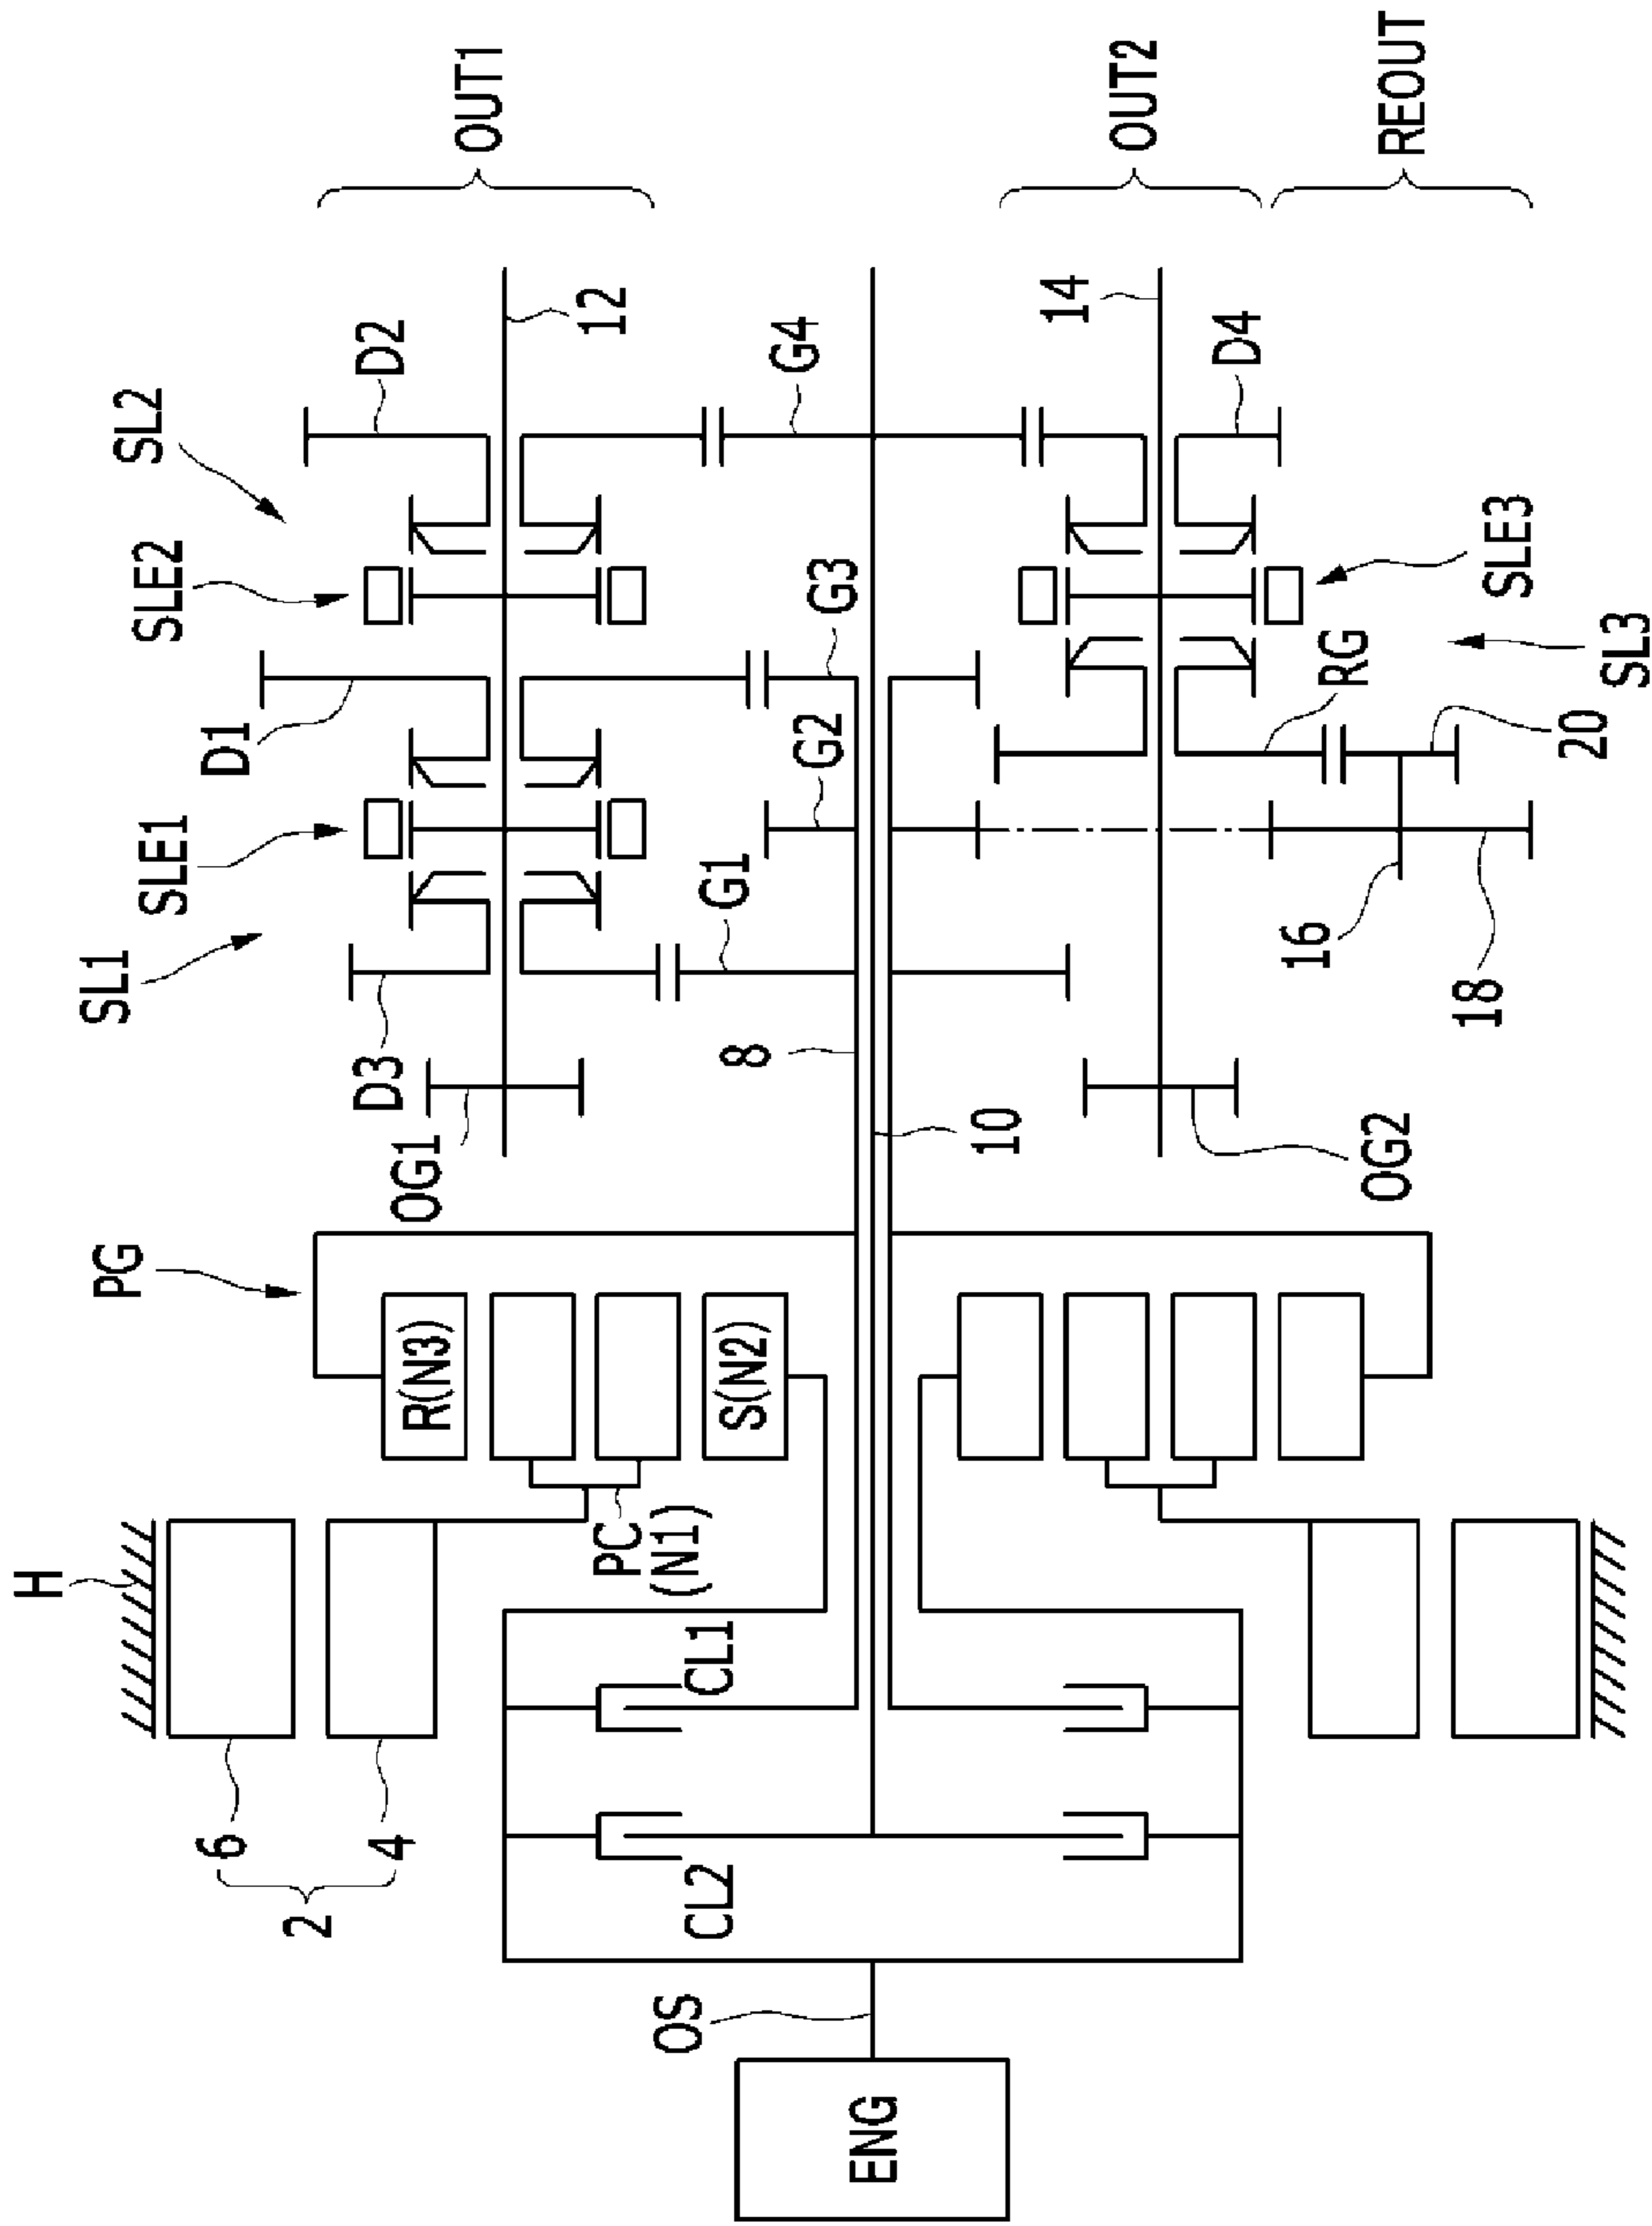 H
6
4
2
PG
R(N3)
S(N2)
PC
(N1)
CL1
CL2
OS
ENG
SL1
SLE1
SLE2
SL2
D3
OG1
D1
D2
12
OUT1
8
10
G1
G2
G3
G4
14
D4
OUT2
OG2
16
18
20
RG
SLE3
SL3
REOUT